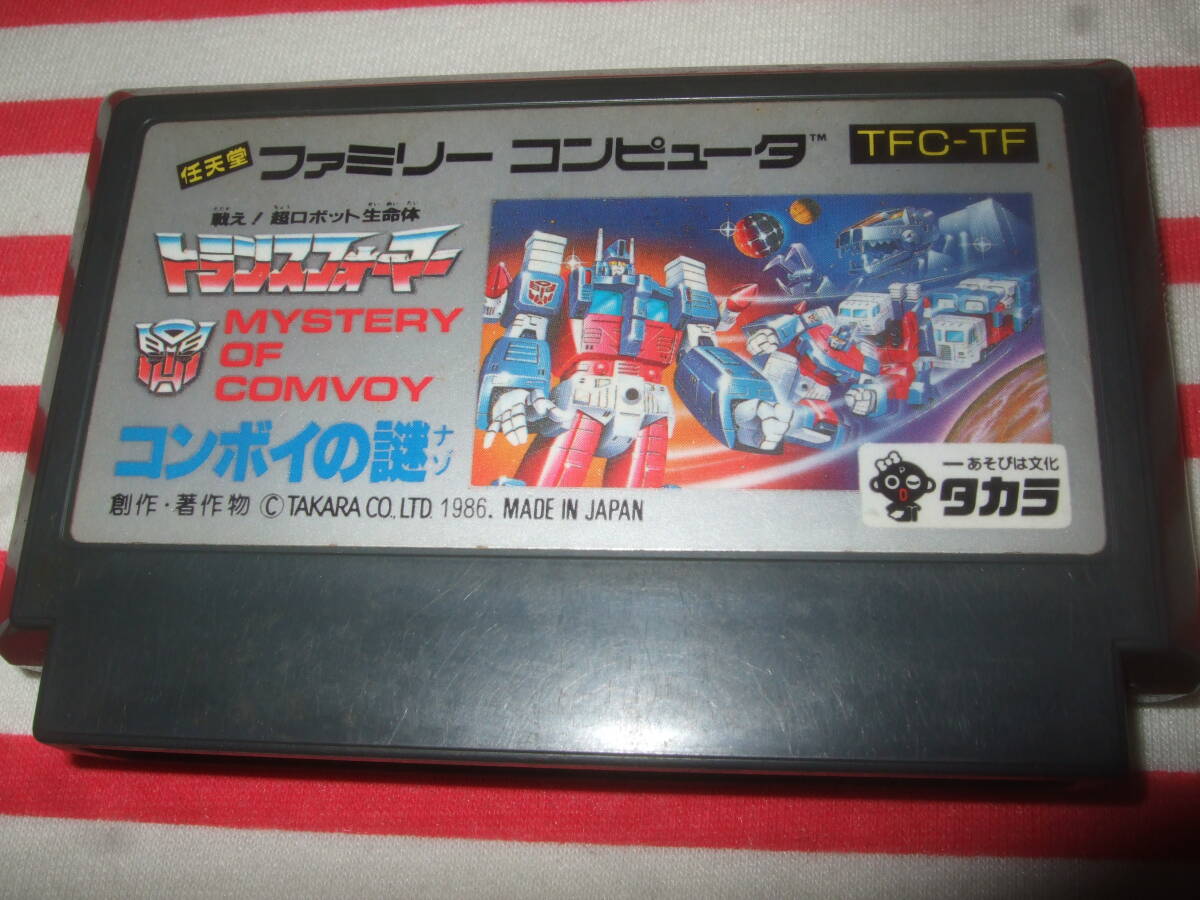 任天堂 ファミリー コンピュータ™ TFC-TF
戦え!超ロボット生命体
トランスフォーマー
MYSTERY
OF
COMVOY
コンボイの謎
ナゾ
一あそびは文化
タカラ
創作・著作物 ©TAKARA CO., LTD. 1986. MADE IN JAPAN